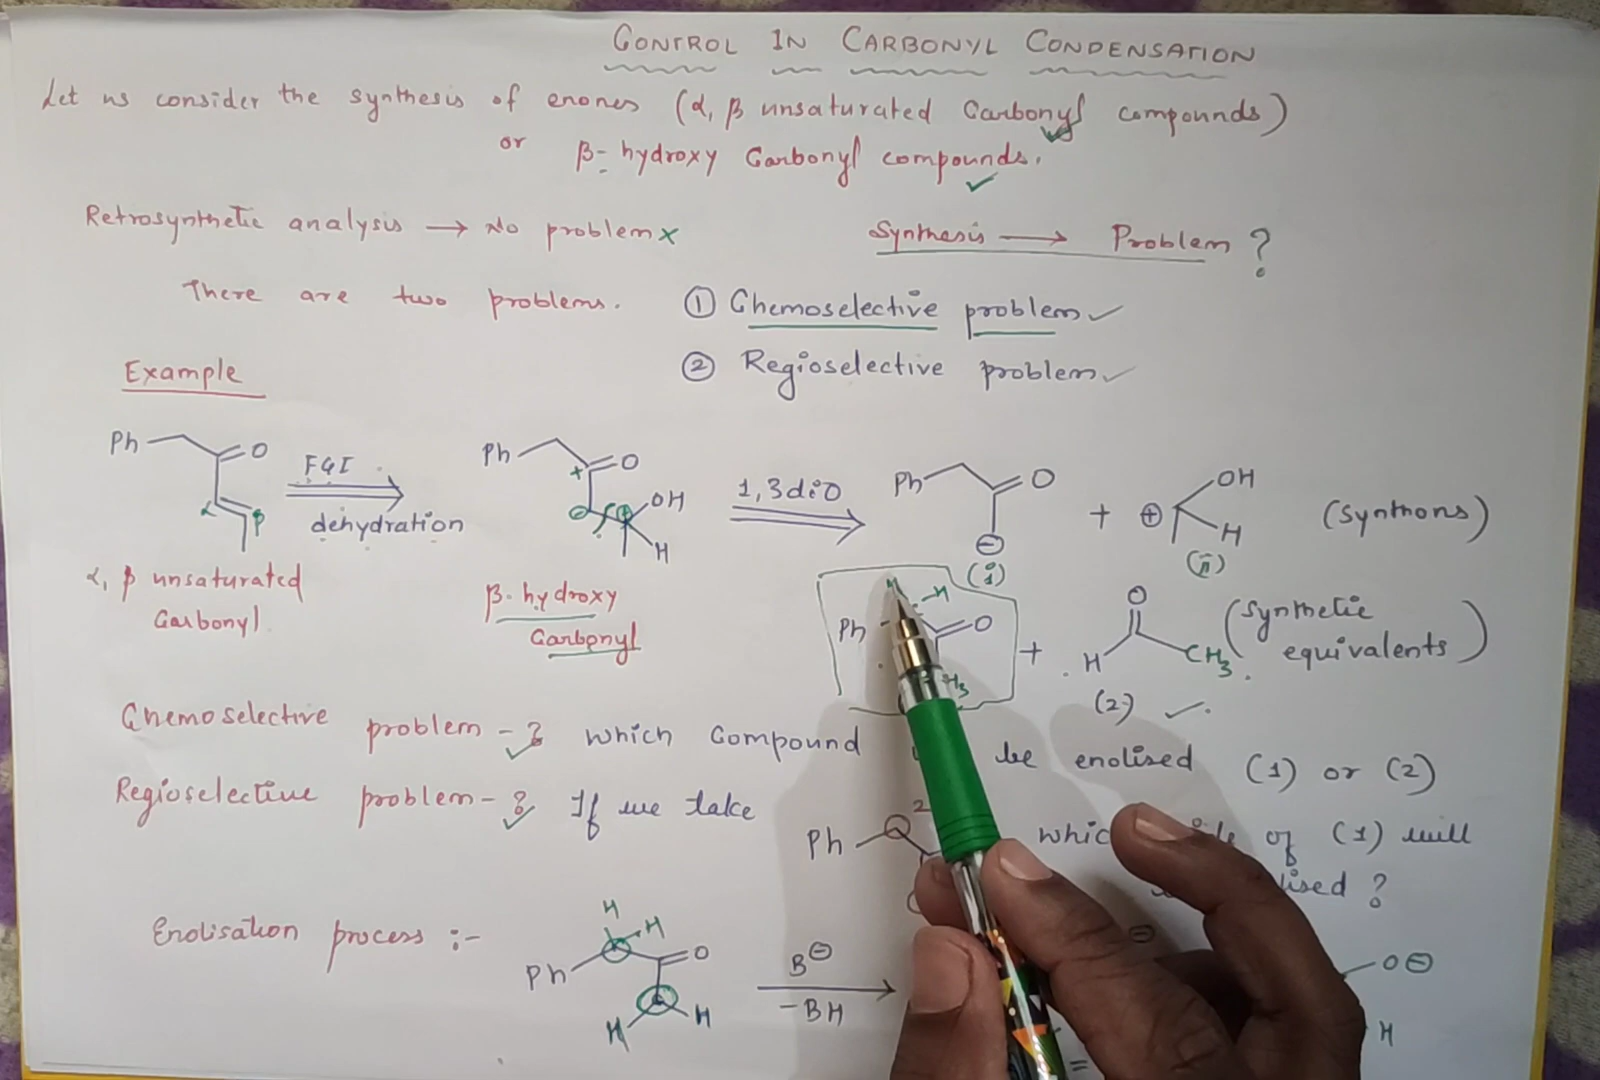 CONTROL IN CARBONYL CONDENSATION
Let us consider the synthesis of enones (α, β unsaturated Carbonyl compounds)
or β- hydroxy Carbonyl compounds.
Retrosynthetic analysis → No problem x Synthesis → Problem ?
There are two problems. ① Chemoselective problem ✓
② Regioselective problem ✓
Example
Ph O FGI Ph O OH 1,3 diO Ph O + ⊕ OH H (Synthons)
α β dehydration + ⊖ ⊕ H ⊖ (i) (ii)
α, β unsaturated Carbonyl
β-hydroxy Carbonyl
Ph H O + O H CH3 (Synthetic equivalents)
(2) ✓
Chemoselective problem - ? which Compound be enolised (1) or (2)
Regioselective problem - ? If we take Ph 2 of (1) will
?
Enolisation process :- Ph H H O H H B⊖ -BH ⊖ O⊖ H
=